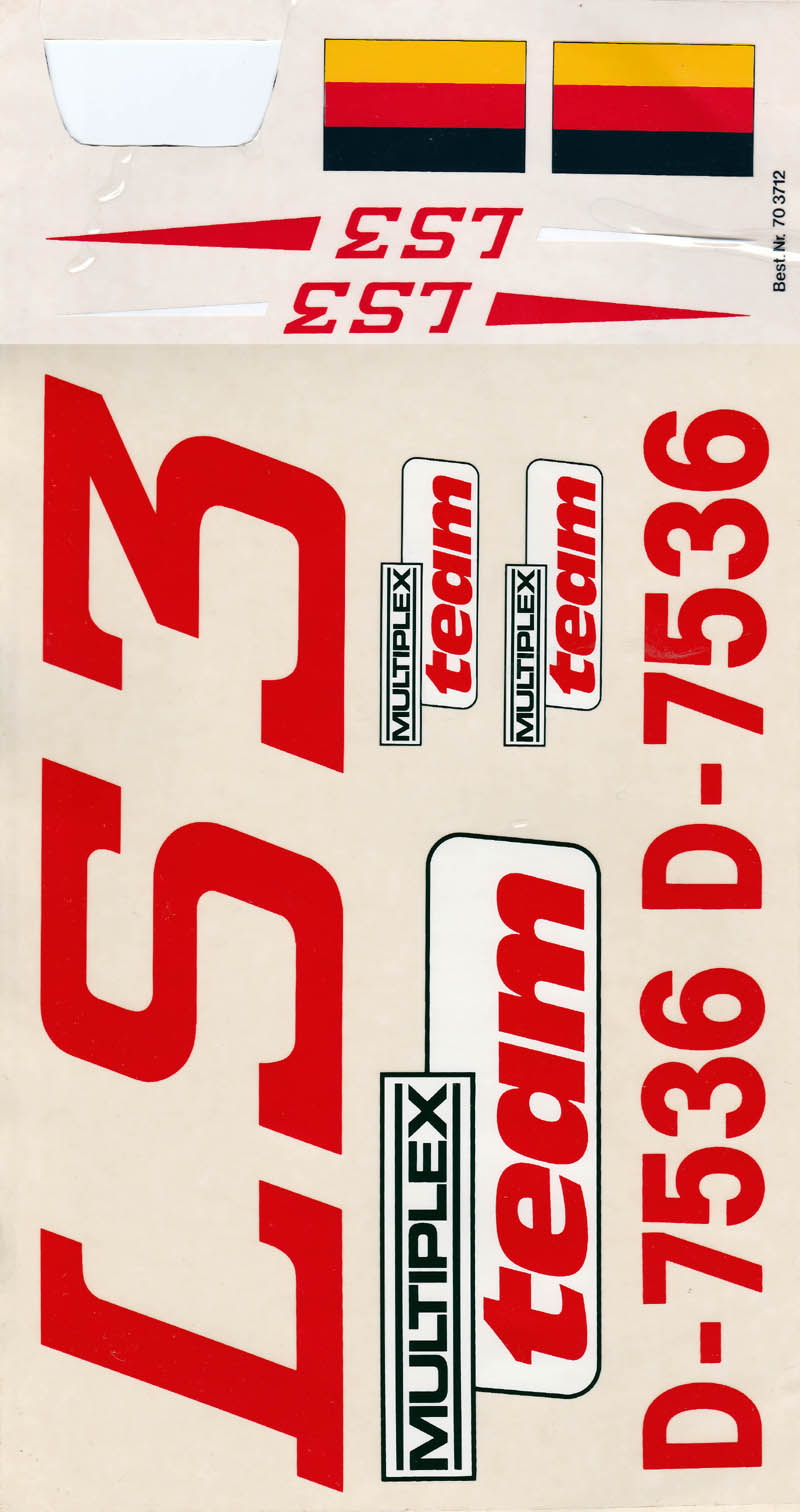 LS3
LS3
Best. Nr. 70 3712
LS3
MULTIPLEX
team
MULTIPLEX
team
MULTIPLEX
team
D-7536
D-7536